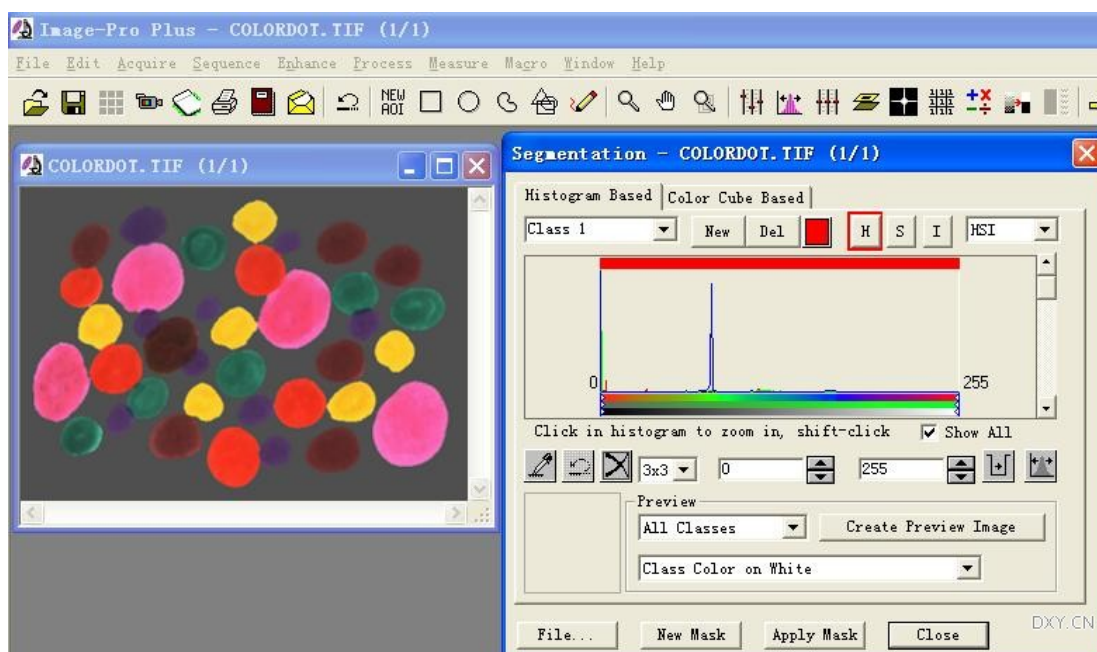 Image-Pro Plus - COLORDOT.TIF (1/1)
File Edit Acquire Sequence Enhance Process Measure Macro Window Help
NEW
AOI
COLORDOT.TIF (1/1)
Segmentation - COLORDOT.TIF (1/1)
Histogram Based Color Cube Based
Class 1 New Del H S I HSI
0 255
Click in histogram to zoom in, shift-click Show All
3x3 0 255
Preview
All Classes Create Preview Image
Class Color on White
File... New Mask Apply Mask Close
DXY.CN